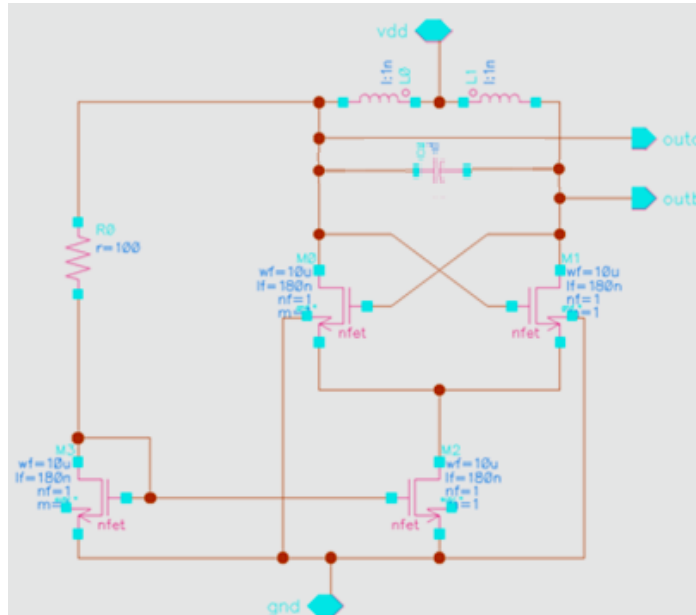 vdd
l:1n
L0
L1
l:1n
outa
outb
R0
r=100
M0
wf=10u
lf=180n
nf=1
nfet
M1
wf=10u
lf=180n
nf=1
m=1
nfet
M3
wf=10u
lf=180n
nf=1
nfet
M2
wf=10u
lf=180n
nf=1
m=1
nfet
gnd